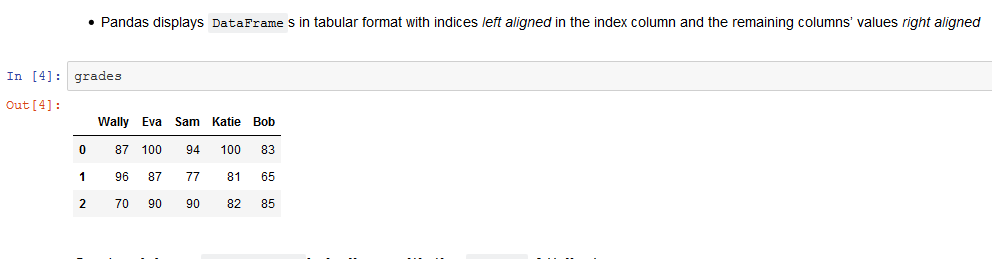 • Pandas displays DataFrame s in tabular format with indices left aligned in the index column and the remaining columns' values right aligned
In [4]: grades
Out[4]:
Wally Eva Sam Katie Bob
0 87 100 94 100 83
1 96 87 77 81 65
2 70 90 90 82 85